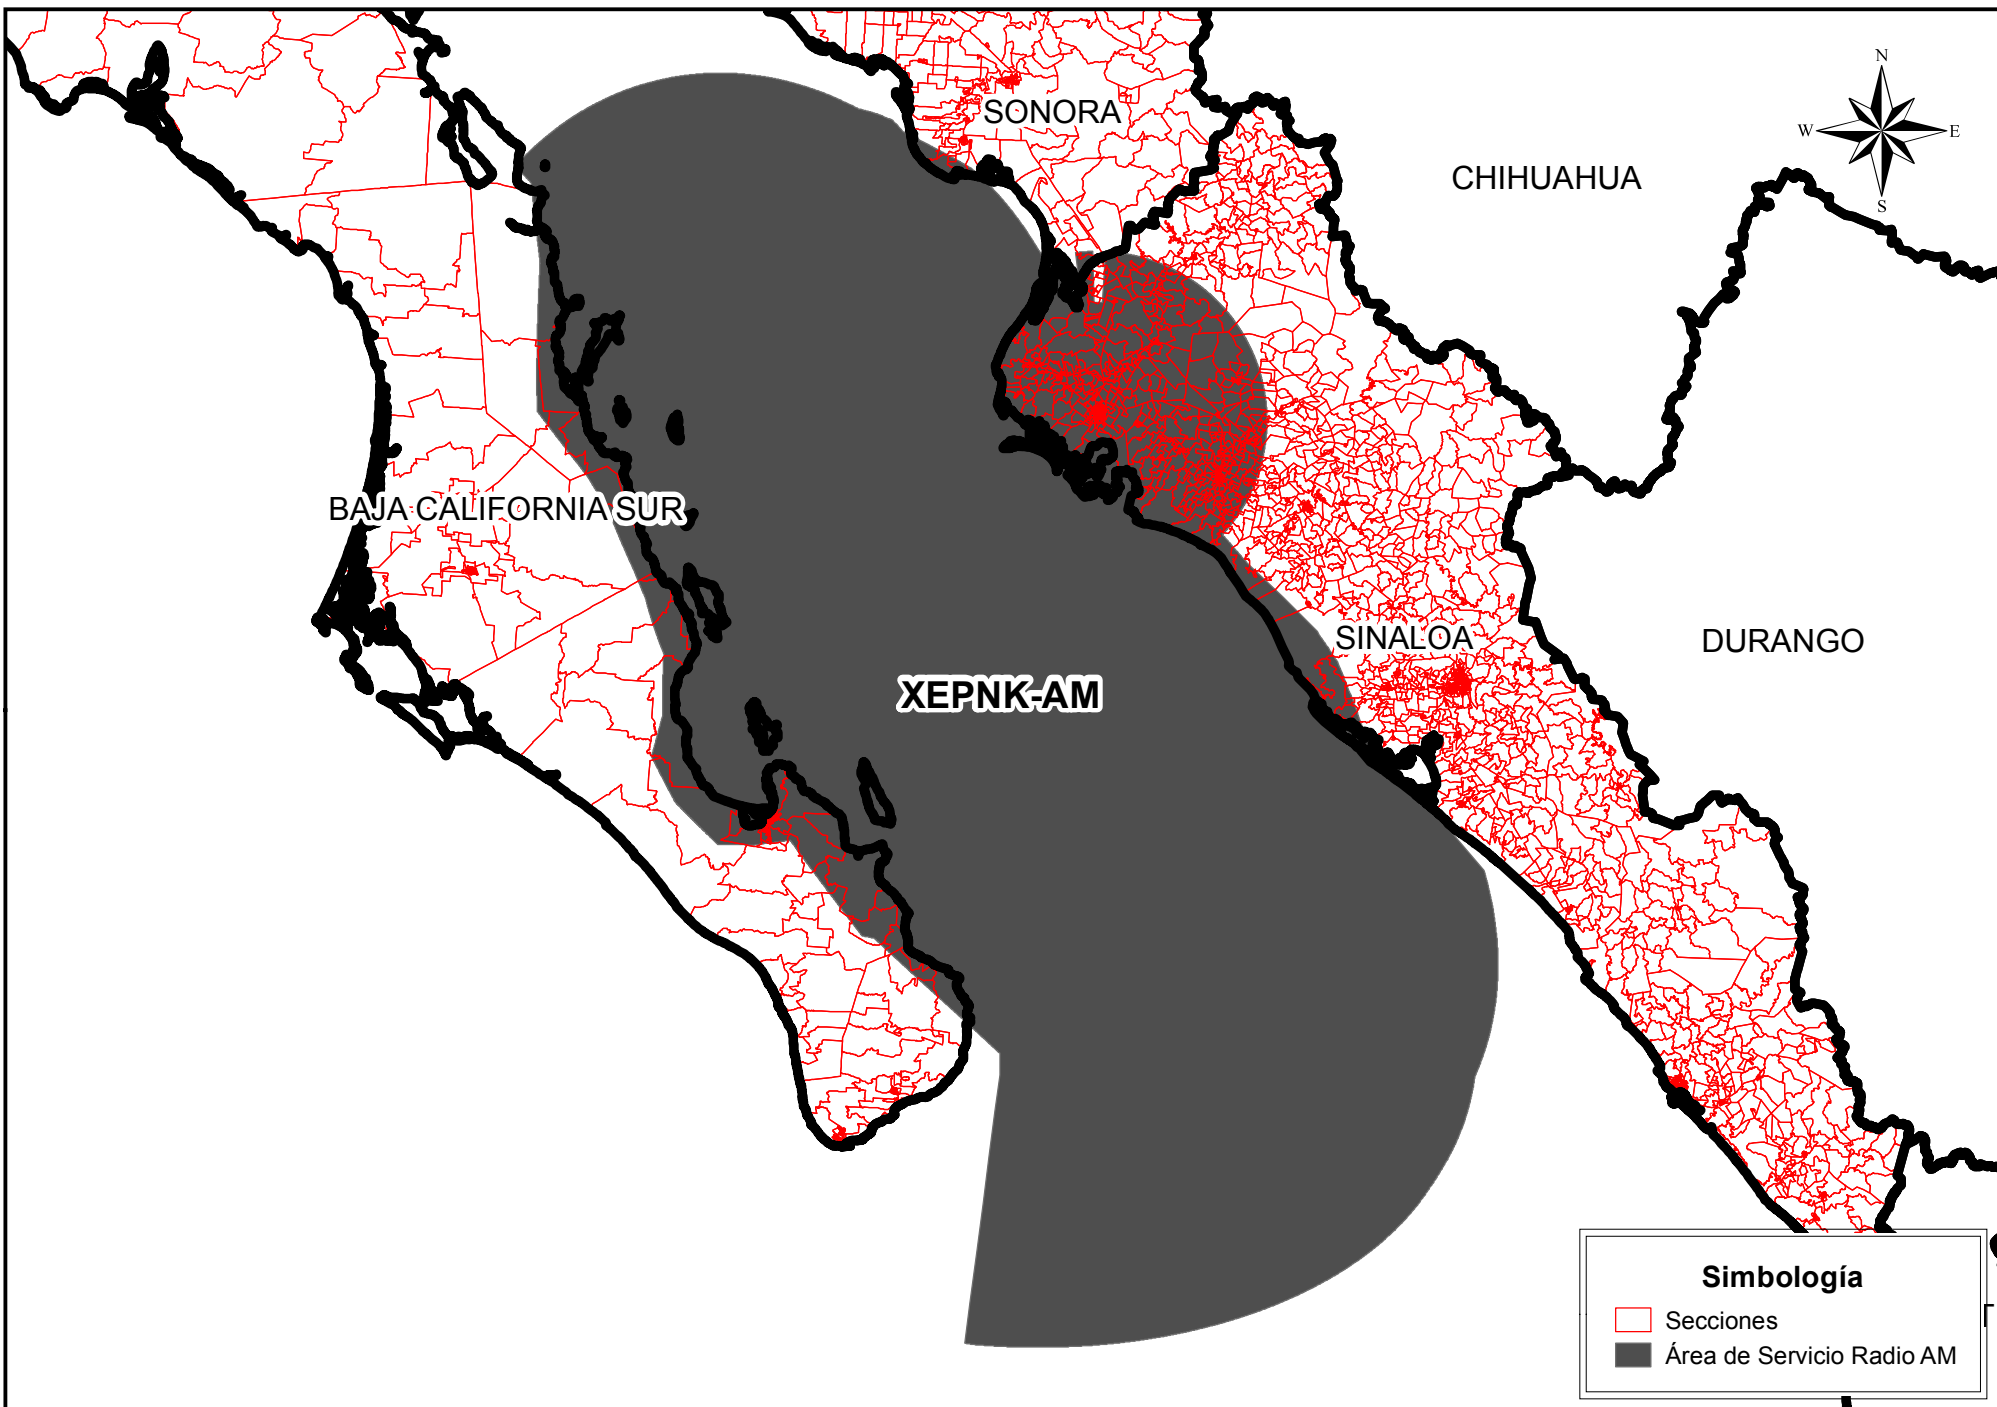 N
W
E
S
SONORA
CHIHUAHUA
BAJA CALIFORNIA SUR
SINALOA
DURANGO
XEPNK-AM
Simbología
Secciones
Área de Servicio Radio AM